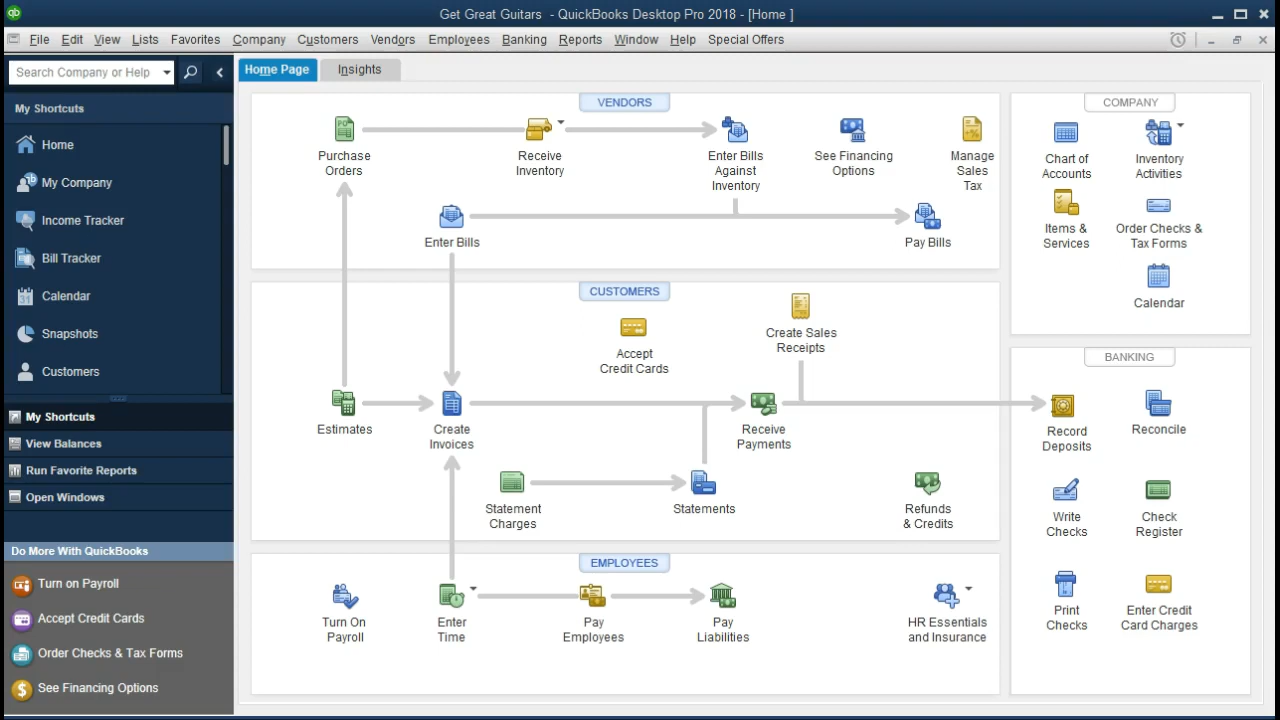 Get Great Guitars - QuickBooks Desktop Pro 2018 - [Home ]
File Edit View Lists Favorites Company Customers Vendors Employees Banking Reports Window Help Special Offers
Search Company or Help
My Shortcuts
Home
My Company
Income Tracker
Bill Tracker
Calendar
Snapshots
Customers
My Shortcuts
View Balances
Run Favorite Reports
Open Windows
Do More With QuickBooks
Turn on Payroll
Accept Credit Cards
Order Checks & Tax Forms
See Financing Options
Home Page
Insights
VENDORS
Purchase
Orders
Receive
Inventory
Enter Bills
Against
Inventory
See Financing
Options
Manage
Sales
Tax
Enter Bills
Pay Bills
CUSTOMERS
Accept
Credit Cards
Create Sales
Receipts
Estimates
Create
Invoices
Receive
Payments
Statement
Charges
Statements
Refunds
& Credits
EMPLOYEES
Turn On
Payroll
Enter
Time
Pay
Employees
Pay
Liabilities
HR Essentials
and Insurance
COMPANY
Chart of
Accounts
Inventory
Activities
Items &
Services
Order Checks &
Tax Forms
Calendar
BANKING
Record
Deposits
Reconcile
Write
Checks
Check
Register
Print
Checks
Enter Credit
Card Charges